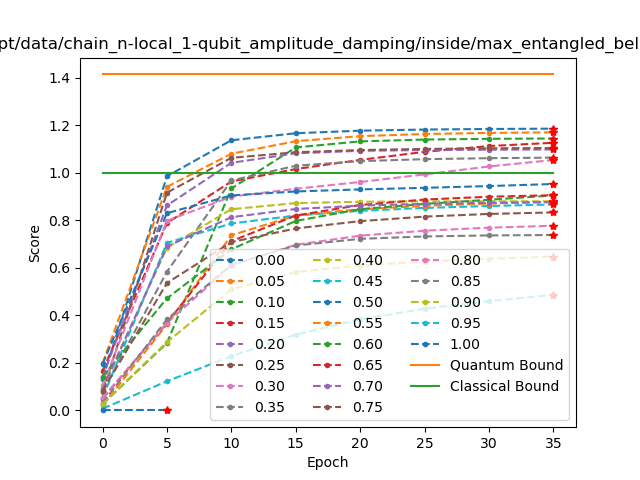 pt/data/chain_n-local_1-qubit_amplitude_damping/inside/max_entangled_bel
Score
1.4
1.2
1.0
0.8
0.6
0.4
0.2
0.0
0.00 0.40 0.80
0.05 0.45 0.85
0.10 0.50 0.90
0.15 0.55 0.95
0.20 0.60 1.00
0.25 0.65 Quantum Bound
0.30 0.70 Classical Bound
0.35 0.75
0 5 10 15 20 25 30 35
Epoch